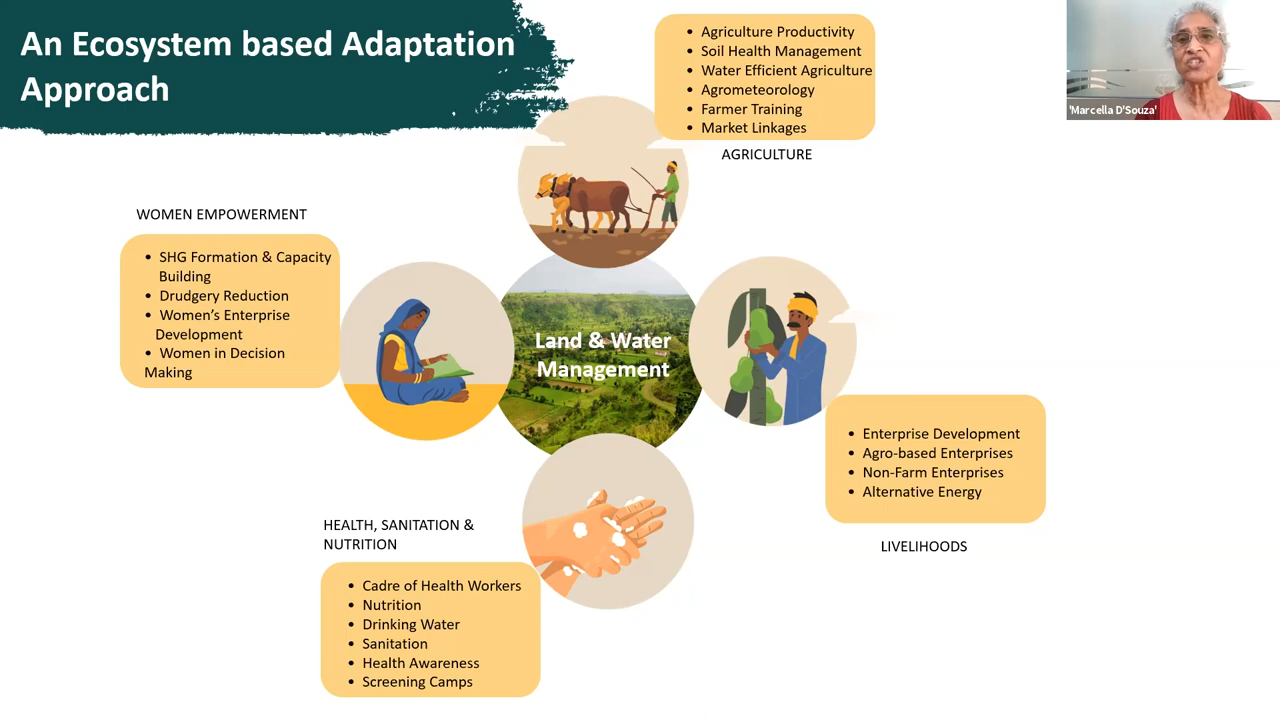 An Ecosystem based Adaptation
Approach
• Agriculture Productivity
• Soil Health Management
• Water Efficient Agriculture
• Agrometeorology
• Farmer Training
• Market Linkages
AGRICULTURE
'Marcella D'Souza'
WOMEN EMPOWERMENT
• SHG Formation & Capacity
Building
• Drudgery Reduction
• Women’s Enterprise
Development
• Women in Decision
Making
Land & Water
Management
• Enterprise Development
• Agro-based Enterprises
• Non-Farm Enterprises
• Alternative Energy
LIVELIHOODS
HEALTH, SANITATION &
NUTRITION
• Cadre of Health Workers
• Nutrition
• Drinking Water
• Sanitation
• Health Awareness
• Screening Camps